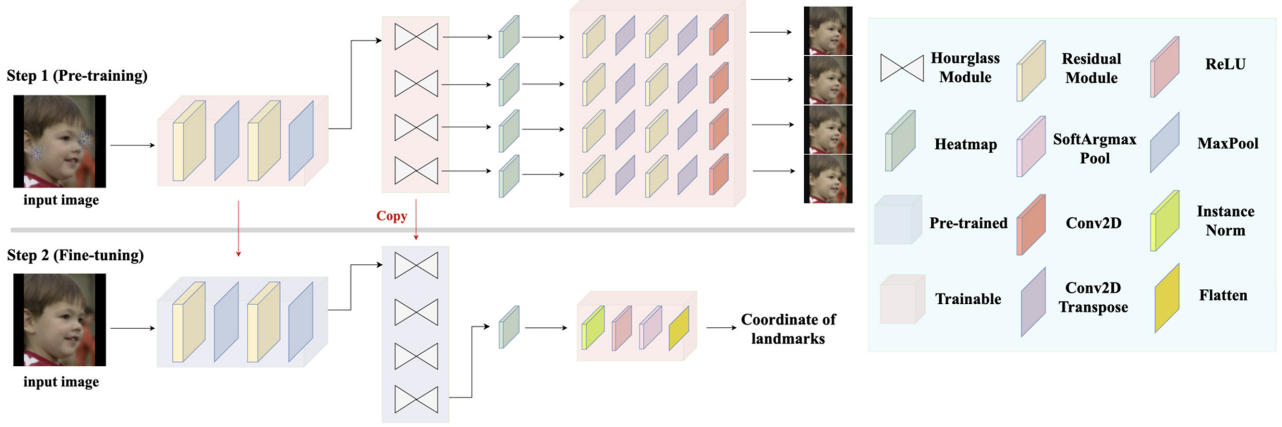 Step 1 (Pre-training)
input image
Copy
Step 2 (Fine-tuning)
input image
Coordinate of
landmarks
Hourglass
Module
Residual
Module
ReLU
Heatmap
SoftArgmax
Pool
MaxPool
Pre-trained
Conv2D
Instance
Norm
Trainable
Conv2D
Transpose
Flatten